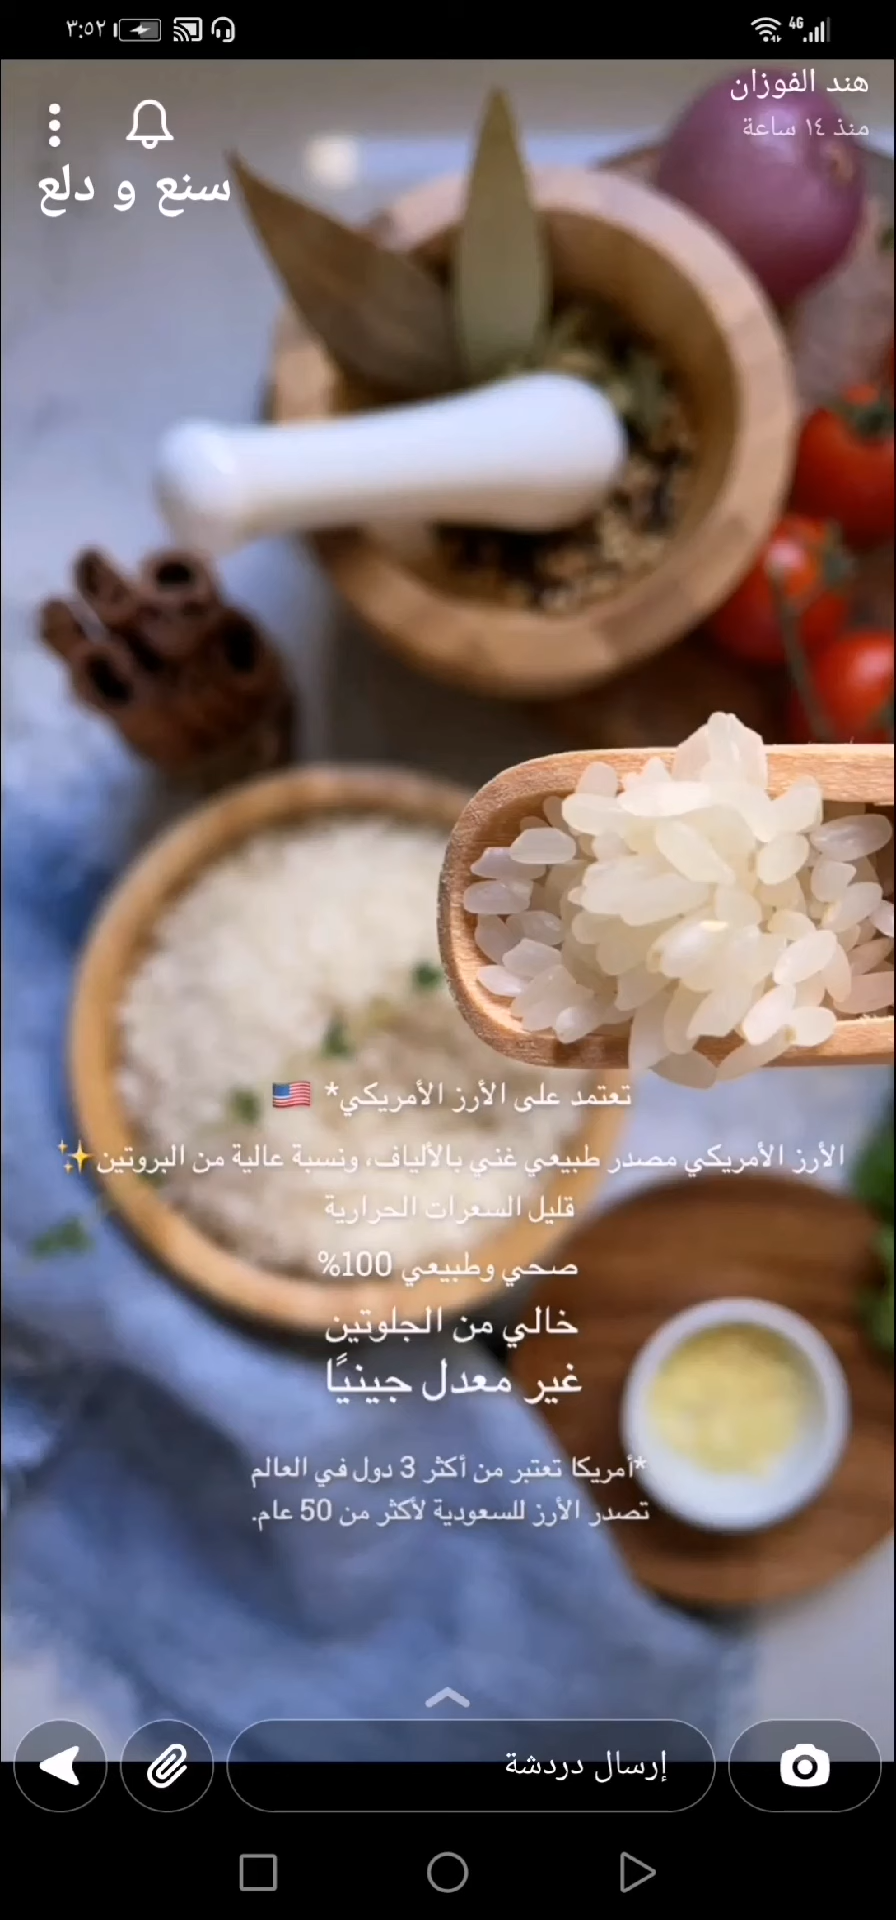 ٣:٥٢
4G
هند الفوزان
منذ ١٤ ساعة
سنع و دلع
تعتمد على الأرز الأمريكي* 🇺🇸
الأرز الأمريكي مصدر طبيعي غني بالألياف، ونسبة عالية من البروتين✨
قليل السعرات الحرارية
صحي وطبيعي 100%
خالي من الجلوتين
غير معدل جينيًا
*أمريكا تعتبر من أكثر 3 دول في العالم
تصدر الأرز للسعودية لأكثر من 50 عام.
إرسال دردشة